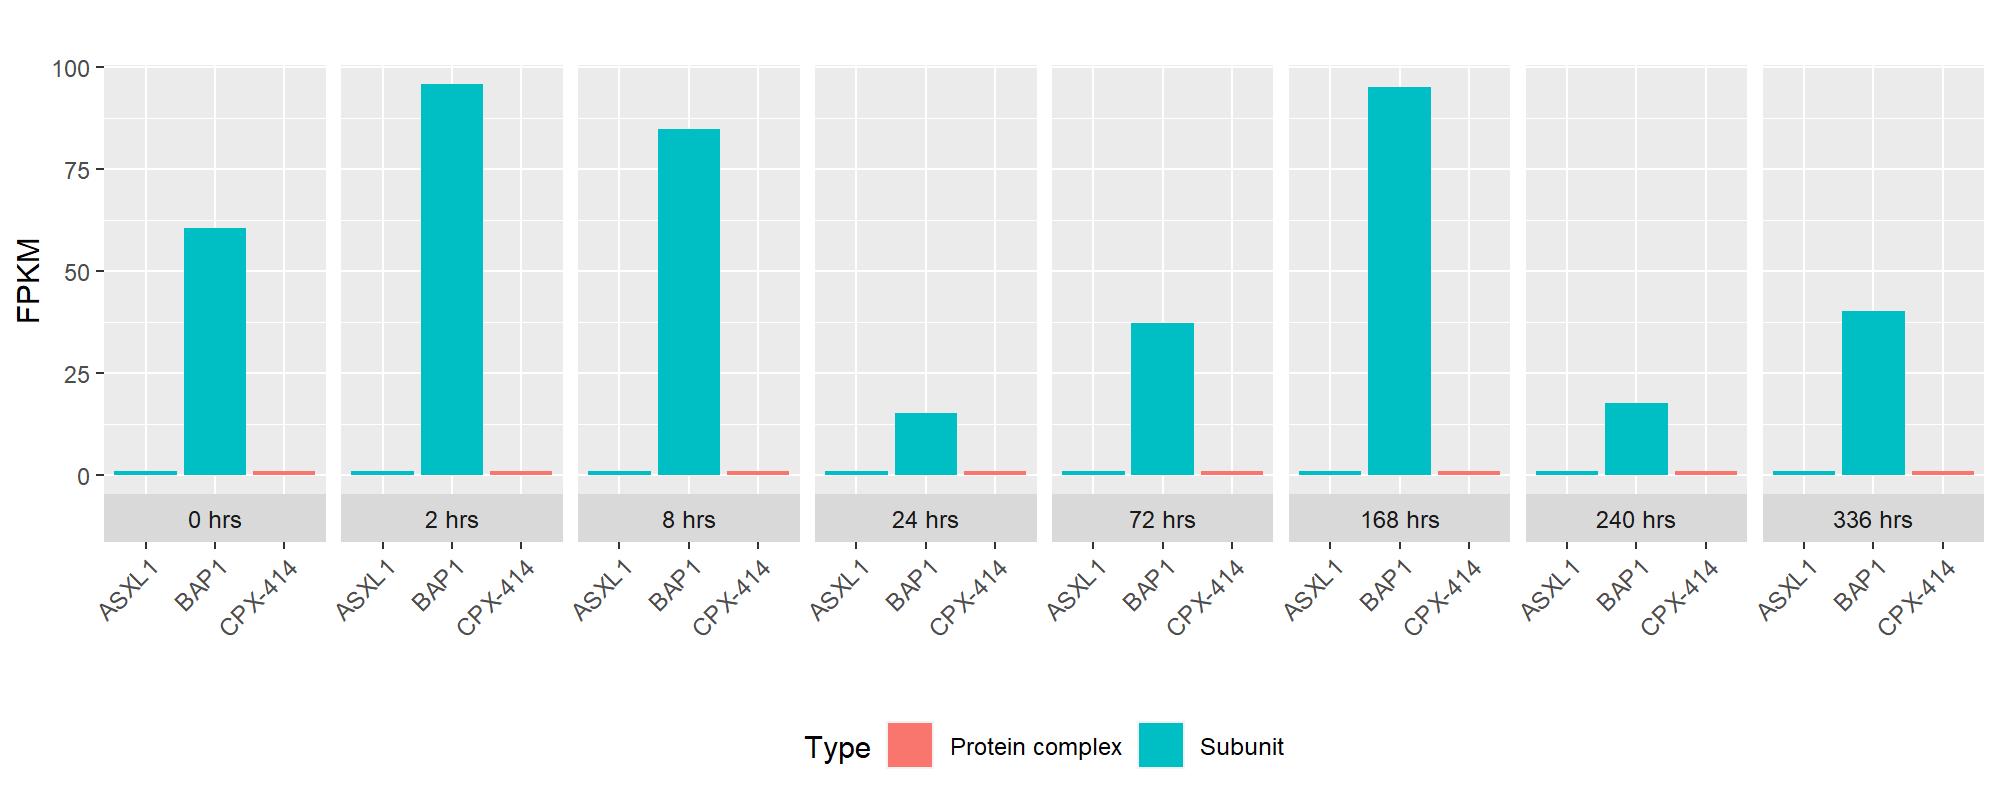 FPKM
100
75
50
25
0
0 hrs 2 hrs 8 hrs 24 hrs 72 hrs 168 hrs 240 hrs 336 hrs
ASXL1 BAP1 CPX-414 ASXL1 BAP1 CPX-414 ASXL1 BAP1 CPX-414 ASXL1 BAP1 CPX-414 ASXL1 BAP1 CPX-414 ASXL1 BAP1 CPX-414 ASXL1 BAP1 CPX-414 ASXL1 BAP1 CPX-414
Type Protein complex Subunit